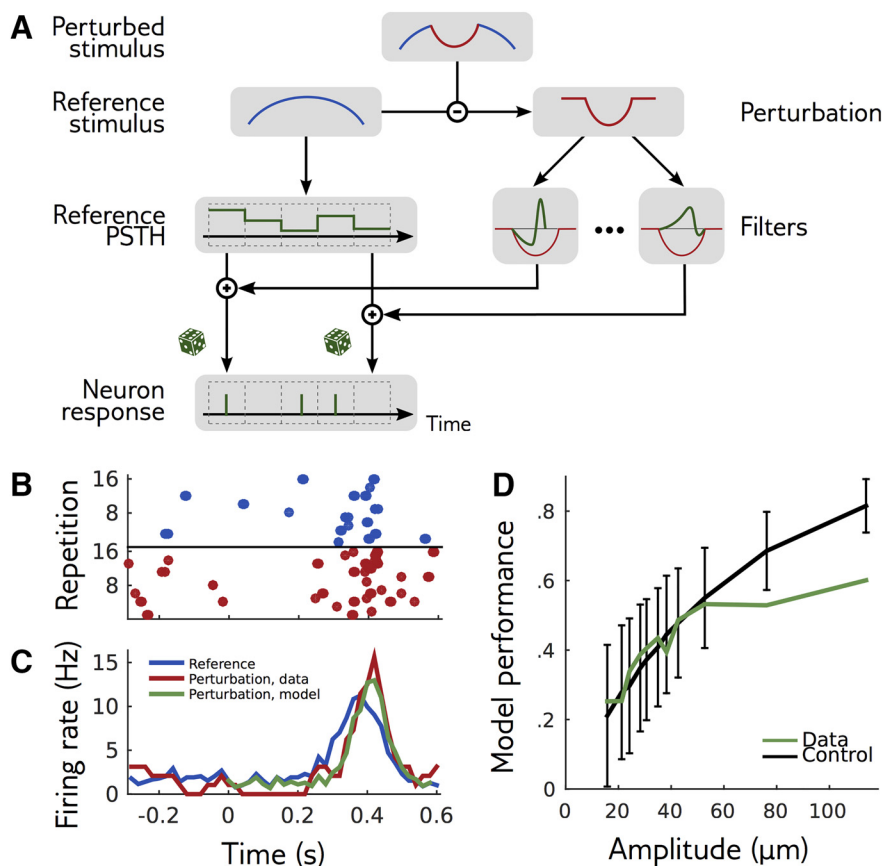 A
Perturbed
stimulus
Reference
stimulus
Perturbation
Reference
PSTH
Filters
Neuron
response
Time
B
Repetition
16
8
16
8
C
Firing rate (Hz)
15
10
5
0
Reference
Perturbation, data
Perturbation, model
-0.2
0
0.2
0.4
0.6
Time (s)
D
Model performance
.8
.6
.4
.2
0
Data
Control
0
20
40
60
80
100
Amplitude (μm)